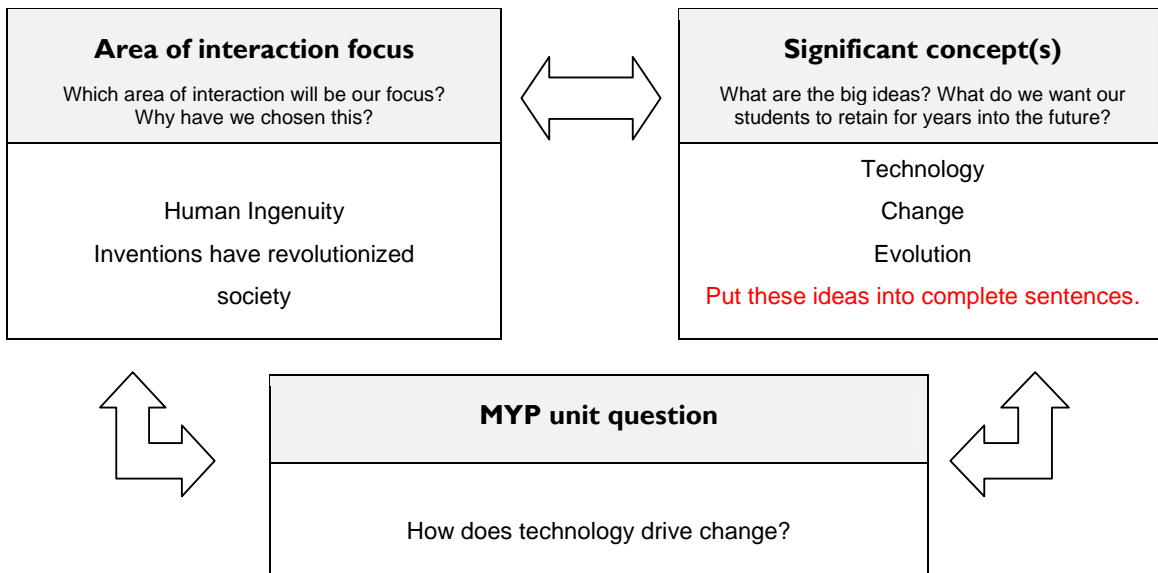 Area of interaction focus
Which area of interaction will be our focus?
Why have we chosen this?
Human Ingenuity
Inventions have revolutionized
society
Significant concept(s)
What are the big ideas? What do we want our
students to retain for years into the future?
Technology
Change
Evolution
Put these ideas into complete sentences.
MYP unit question
How does technology drive change?